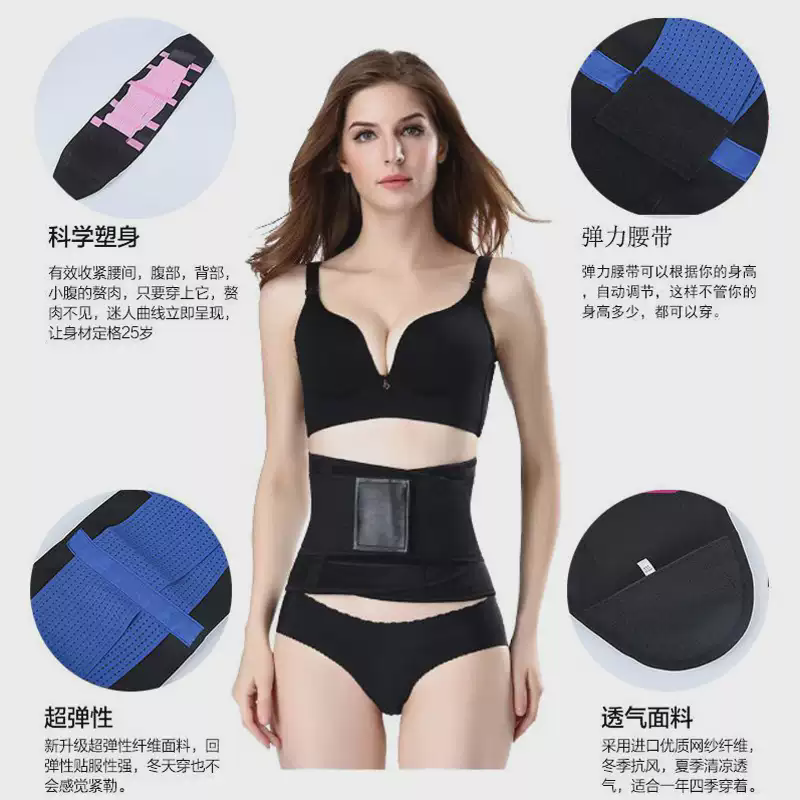 科学塑身
有效收紧腰间，腹部，背部，
小腹的赘肉，只要穿上它，赘
肉不见，迷人曲线立即呈现，
让身材定格25岁
弹力腰带
弹力腰带可以根据你的身高
，自动调节，这样不管你的
身高多少，都可以穿。
超弹性
新升级超弹性纤维面料，回
弹性贴服性强，冬天穿也不
会感觉紧勒。
透气面料
采用进口优质网纱纤维，
冬季抗风，夏季清凉透
气，适合一年四季穿着。